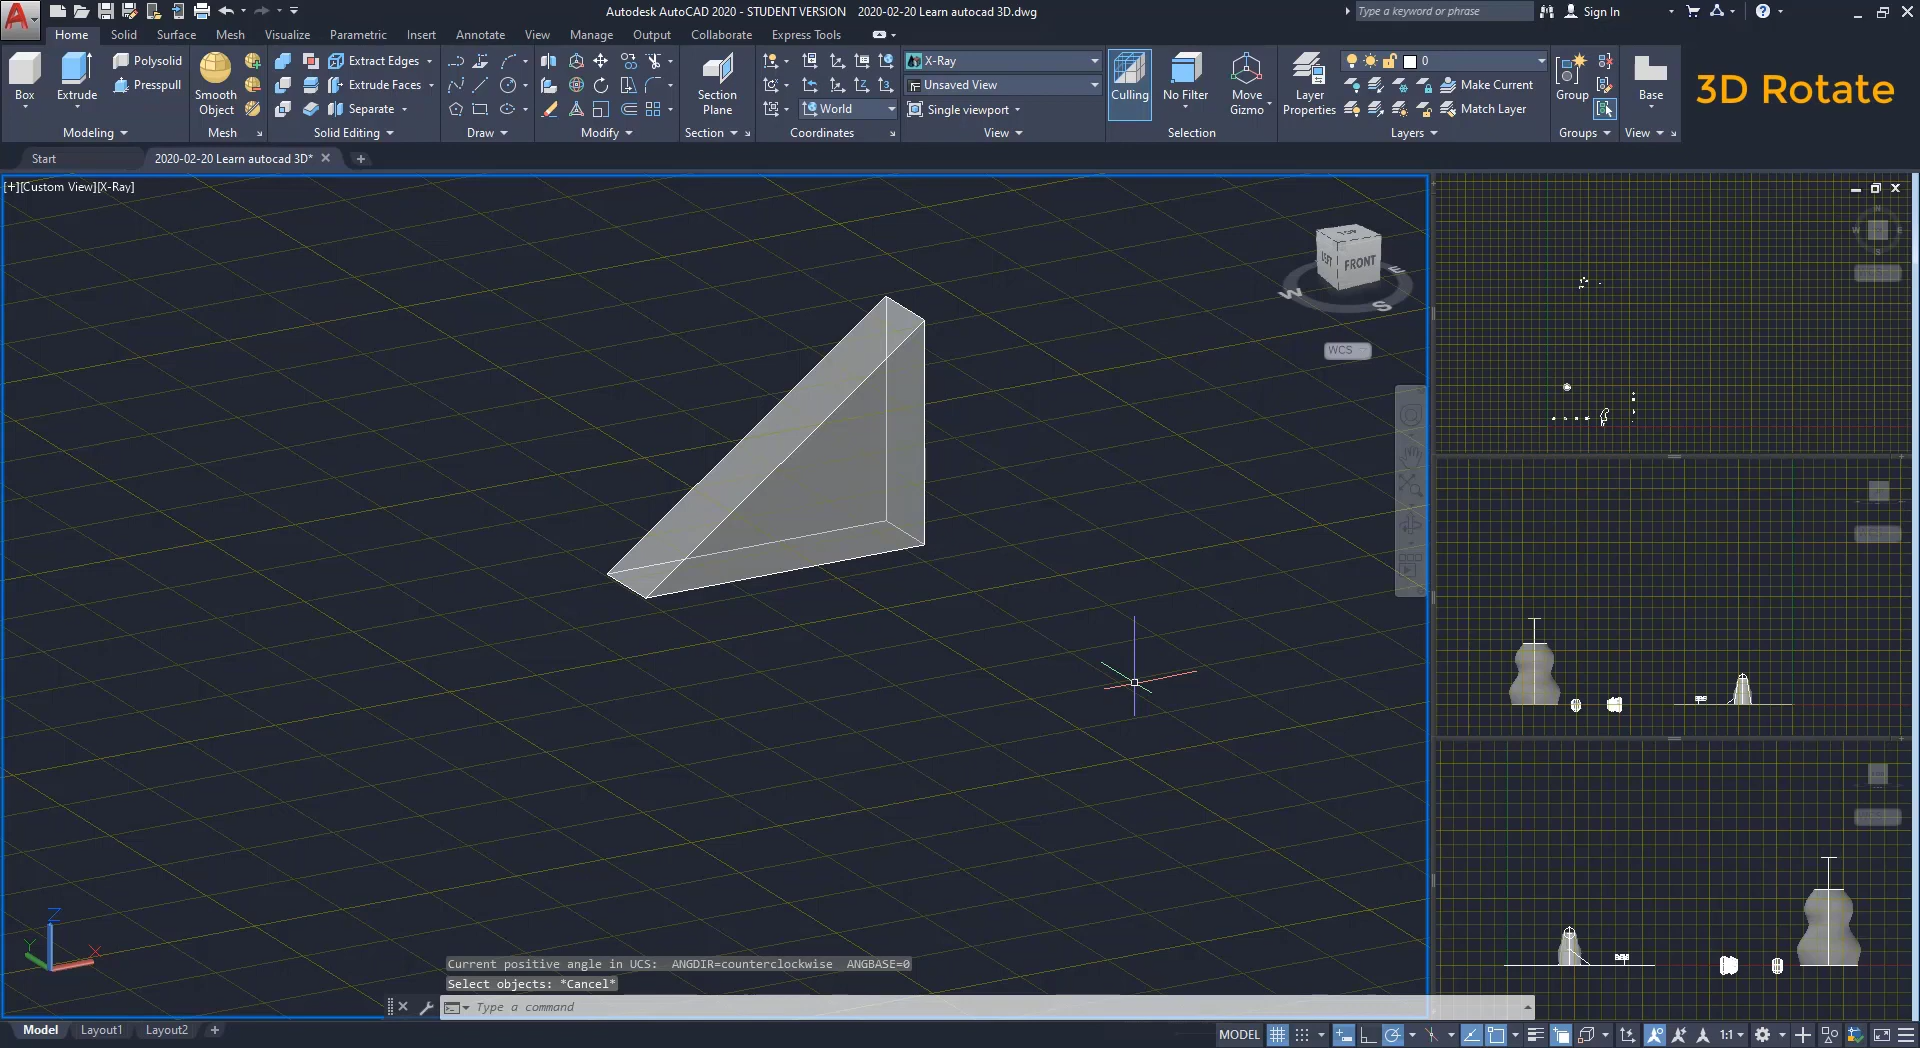 Autodesk AutoCAD 2020 - STUDENT VERSION 2020-02-20 Learn autocad 3D.dwg
Type a keyword or phrase
Sign In
Home Solid Surface Mesh Visualize Parametric Insert Annotate View Manage Output Collaborate Express Tools
3D Rotate
Polysolid
Extract Edges
X-Ray
0
Presspull
Extrude Faces
Unsaved View
Make Current
Box
Extrude
Smooth
Object
Separate
Section
Plane
World
Single viewport
Culling
No Filter
Move
Gizmo
Layer
Properties
Match Layer
Group
Base
Modeling
Mesh
Solid Editing
Draw
Modify
Section
Coordinates
View
Selection
Layers
Groups
View
Start
2020-02-20 Learn autocad 3D*
[+][Custom View][X-Ray]
TOP
LEFT
FRONT
W
S
E
WCS
Z
Y
X
Current positive angle in UCS: ANGDIR=counterclockwise ANGBASE=0
Select objects: *Cancel*
Type a command
Model Layout1 Layout2
MODEL
1:1